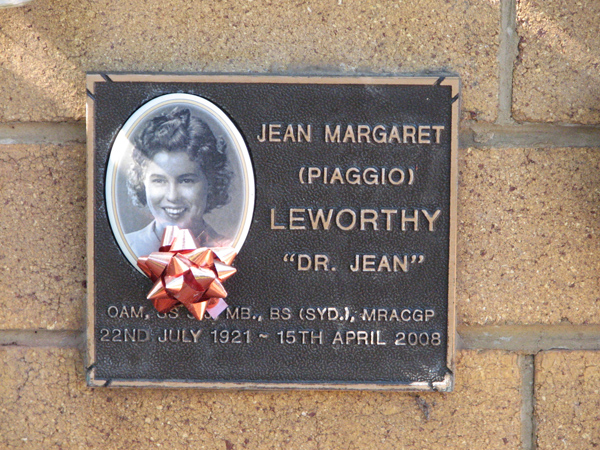 JEAN MARGARET
(PIAGGIO)
LEWORTHY
"DR. JEAN"
OAM, MB., BS (SYD.), MRACGP
22ND JULY 1921 ~ 15TH APRIL 2008